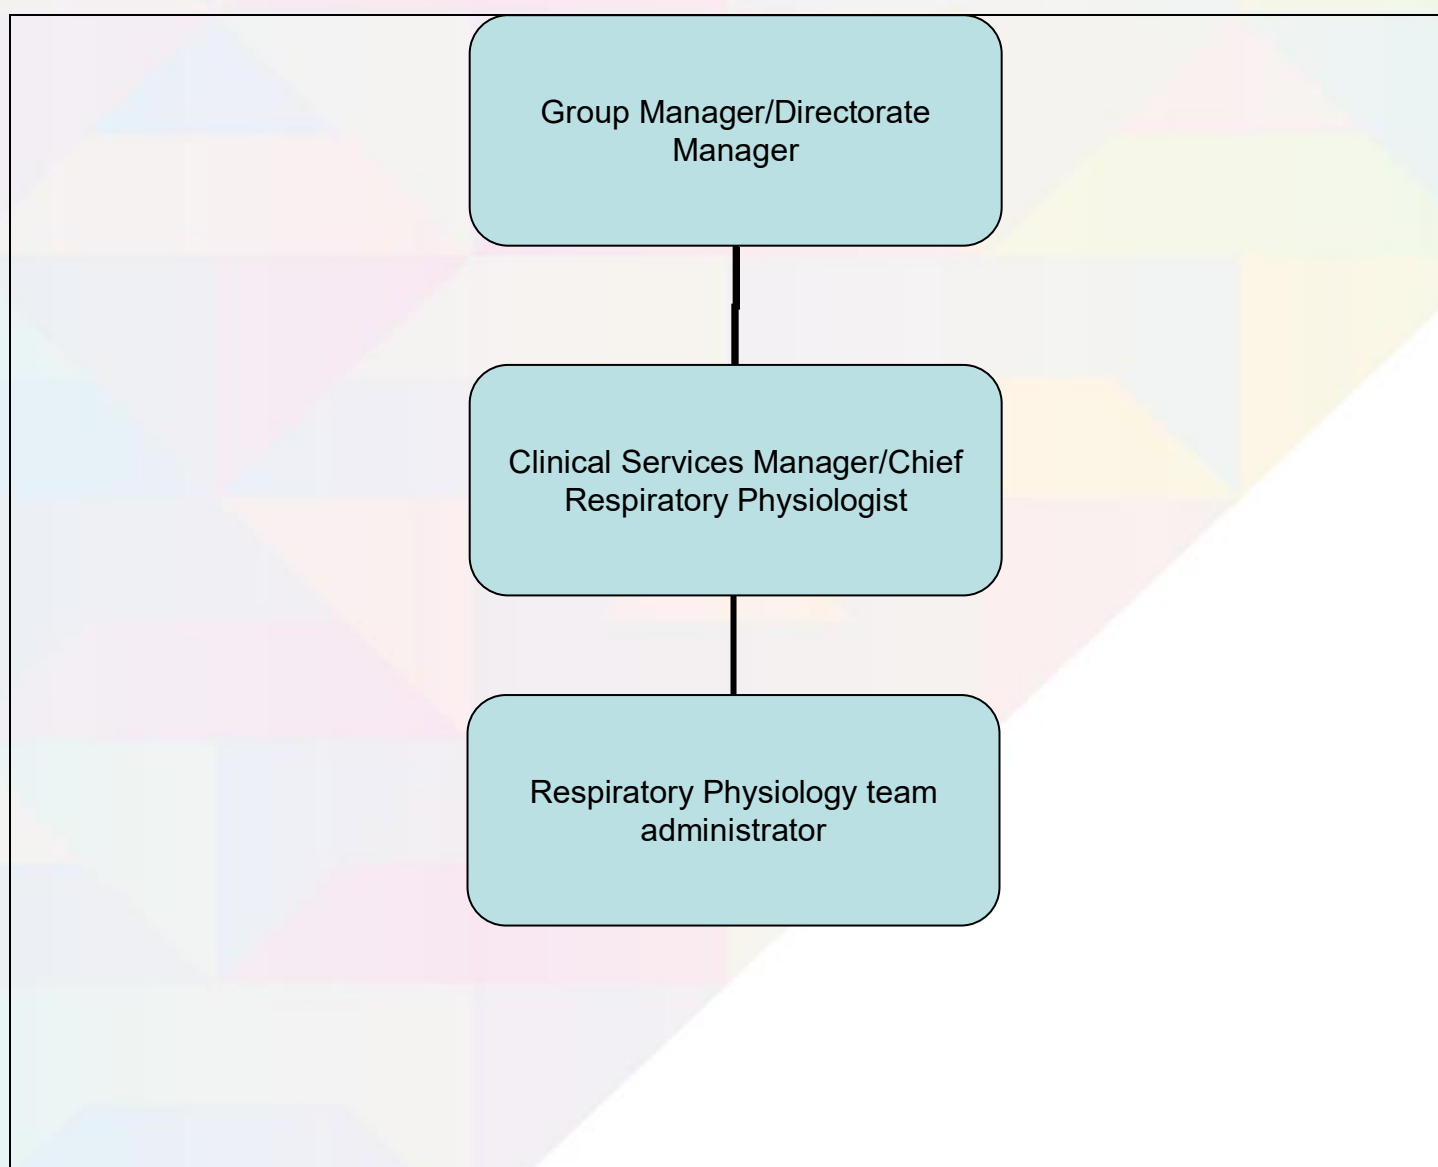 Group Manager/Directorate
Manager
Clinical Services Manager/Chief
Respiratory Physiologist
Respiratory Physiology team
administrator